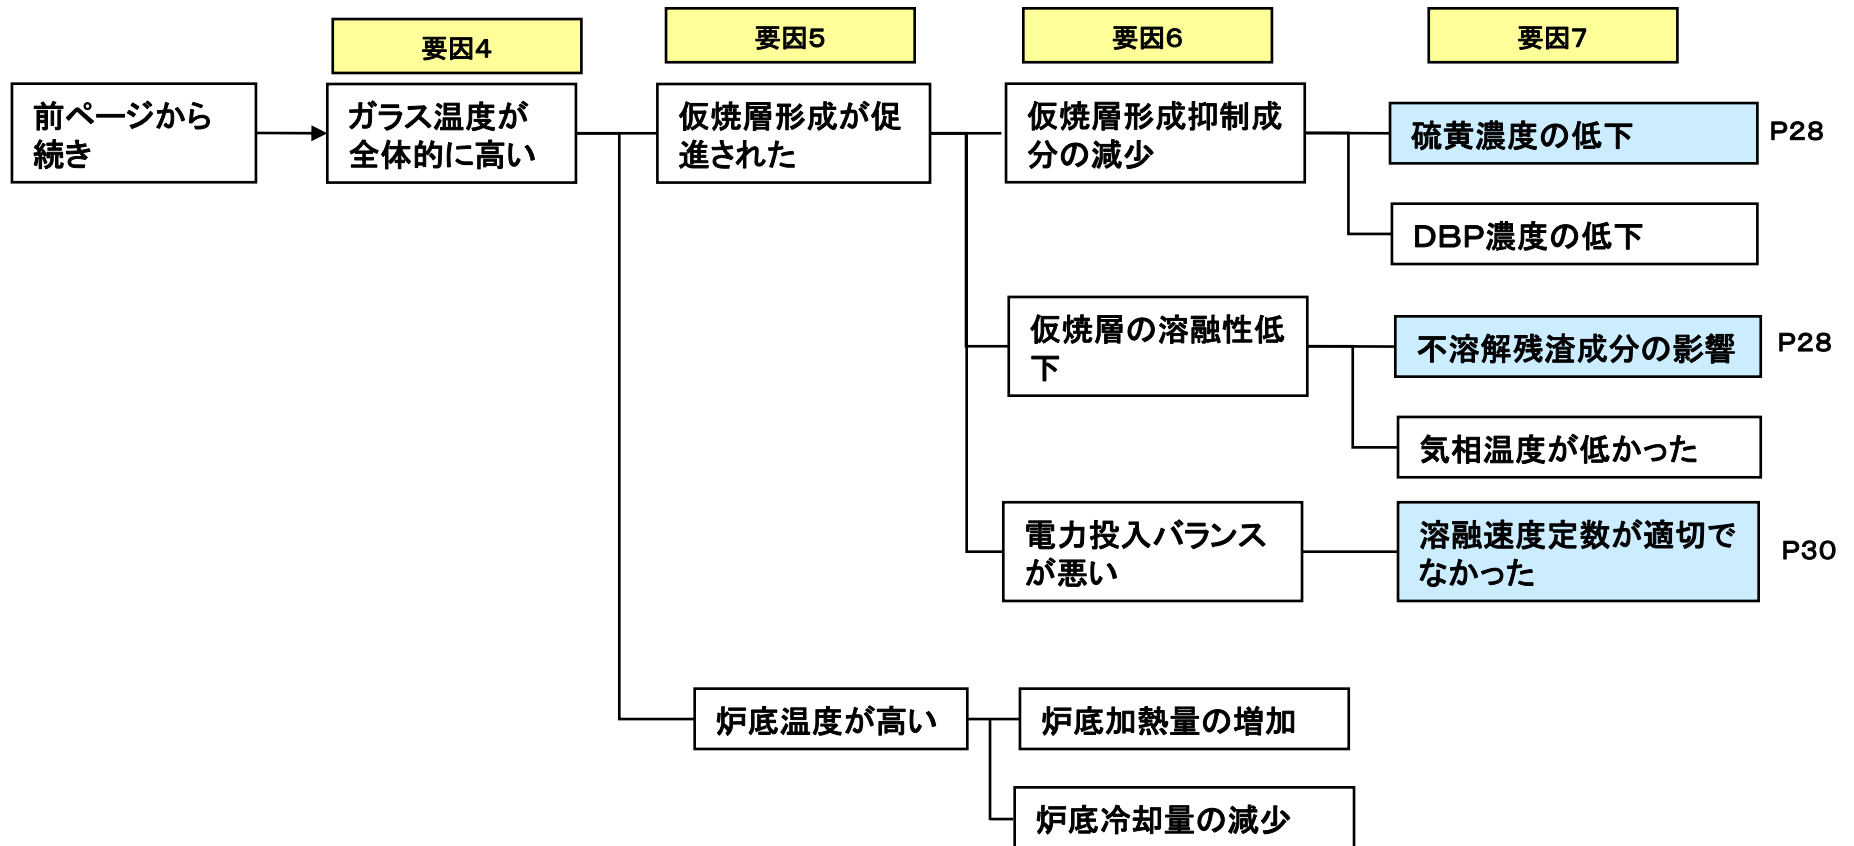 要因4
要因5
要因6
要因7
前ページから
続き
ガラス温度が
全体的に高い
仮焼層形成が促
進された
仮焼層形成抑制成
分の減少
硫黄濃度の低下
P28
DBP濃度の低下
仮焼層の溶融性低
下
不溶解残渣成分の影響
P28
気相温度が低かった
電力投入バランス
が悪い
溶融速度定数が適切で
なかった
P30
炉底温度が高い
炉底加熱量の増加
炉底冷却量の減少